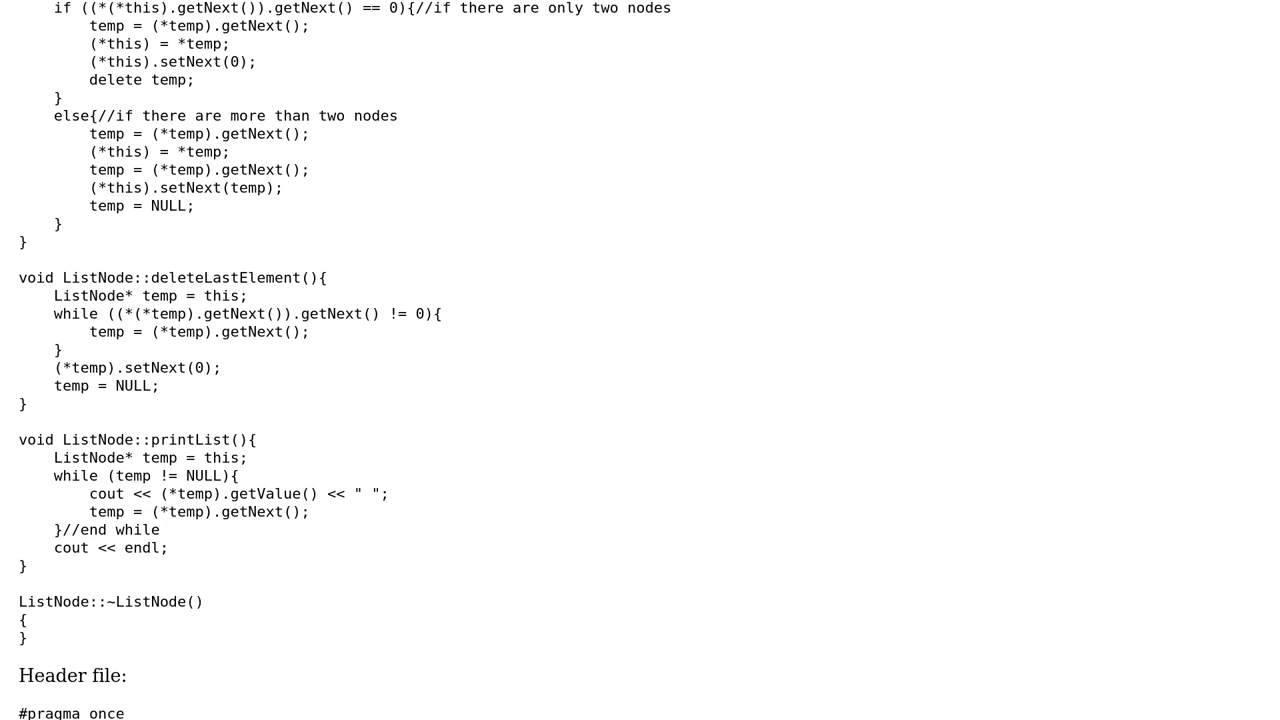 if ((*(*this).getNext()).getNext() == 0){//if there are only two nodes
        temp = (*temp).getNext();
        (*this) = *temp;
        (*this).setNext(0);
        delete temp;
    }
    else{//if there are more than two nodes
        temp = (*temp).getNext();
        (*this) = *temp;
        temp = (*temp).getNext();
        (*this).setNext(temp);
        temp = NULL;
    }
}

void ListNode::deleteLastElement(){
    ListNode* temp = this;
    while ((*(*temp).getNext()).getNext() != 0){
        temp = (*temp).getNext();
    }
    (*temp).setNext(0);
    temp = NULL;
}

void ListNode::printList(){
    ListNode* temp = this;
    while (temp != NULL){
        cout << (*temp).getValue() << " ";
        temp = (*temp).getNext();
    }//end while
    cout << endl;
}

ListNode::~ListNode()
{
}

Header file:

#pragma once